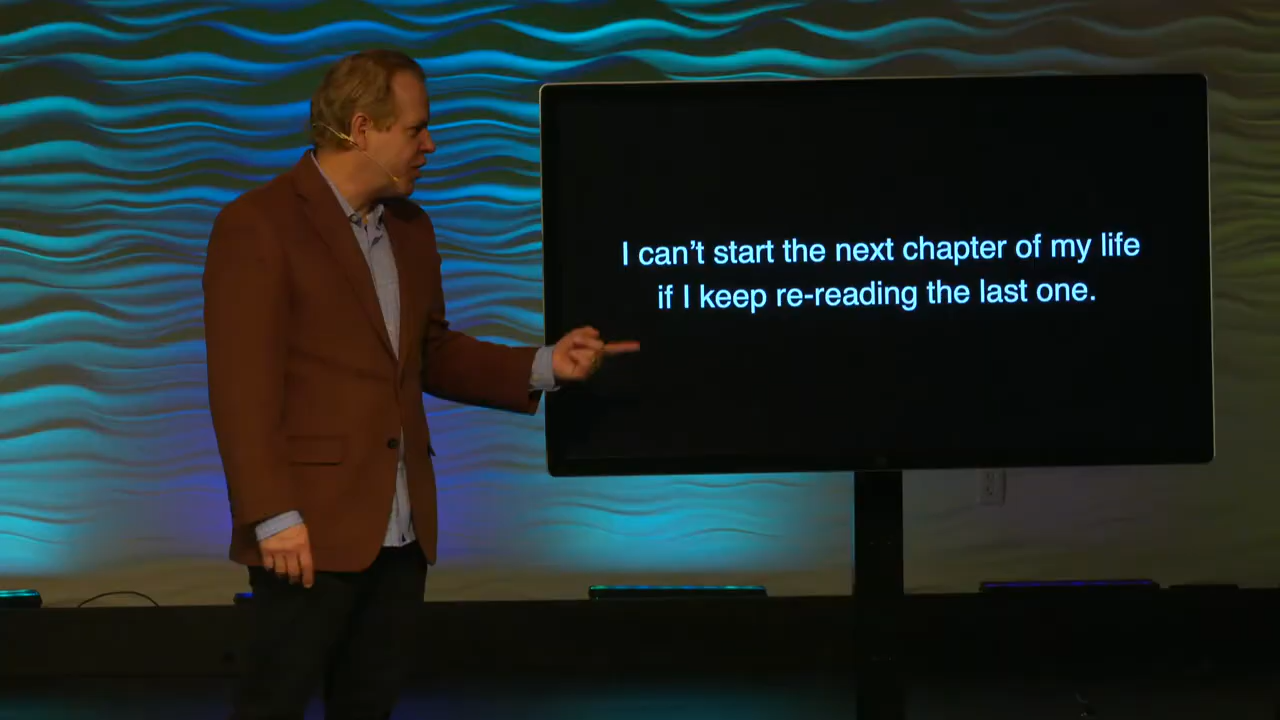 I can’t start the next chapter of my life
if I keep re-reading the last one.